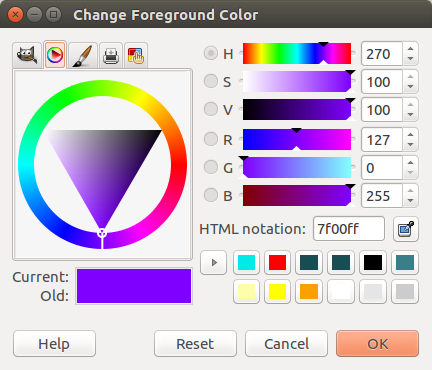 Change Foreground Color
H 270
S 100
V 100
R 127
G 0
B 255
HTML notation: 7f00ff
Current:
Old:
Help Reset Cancel OK